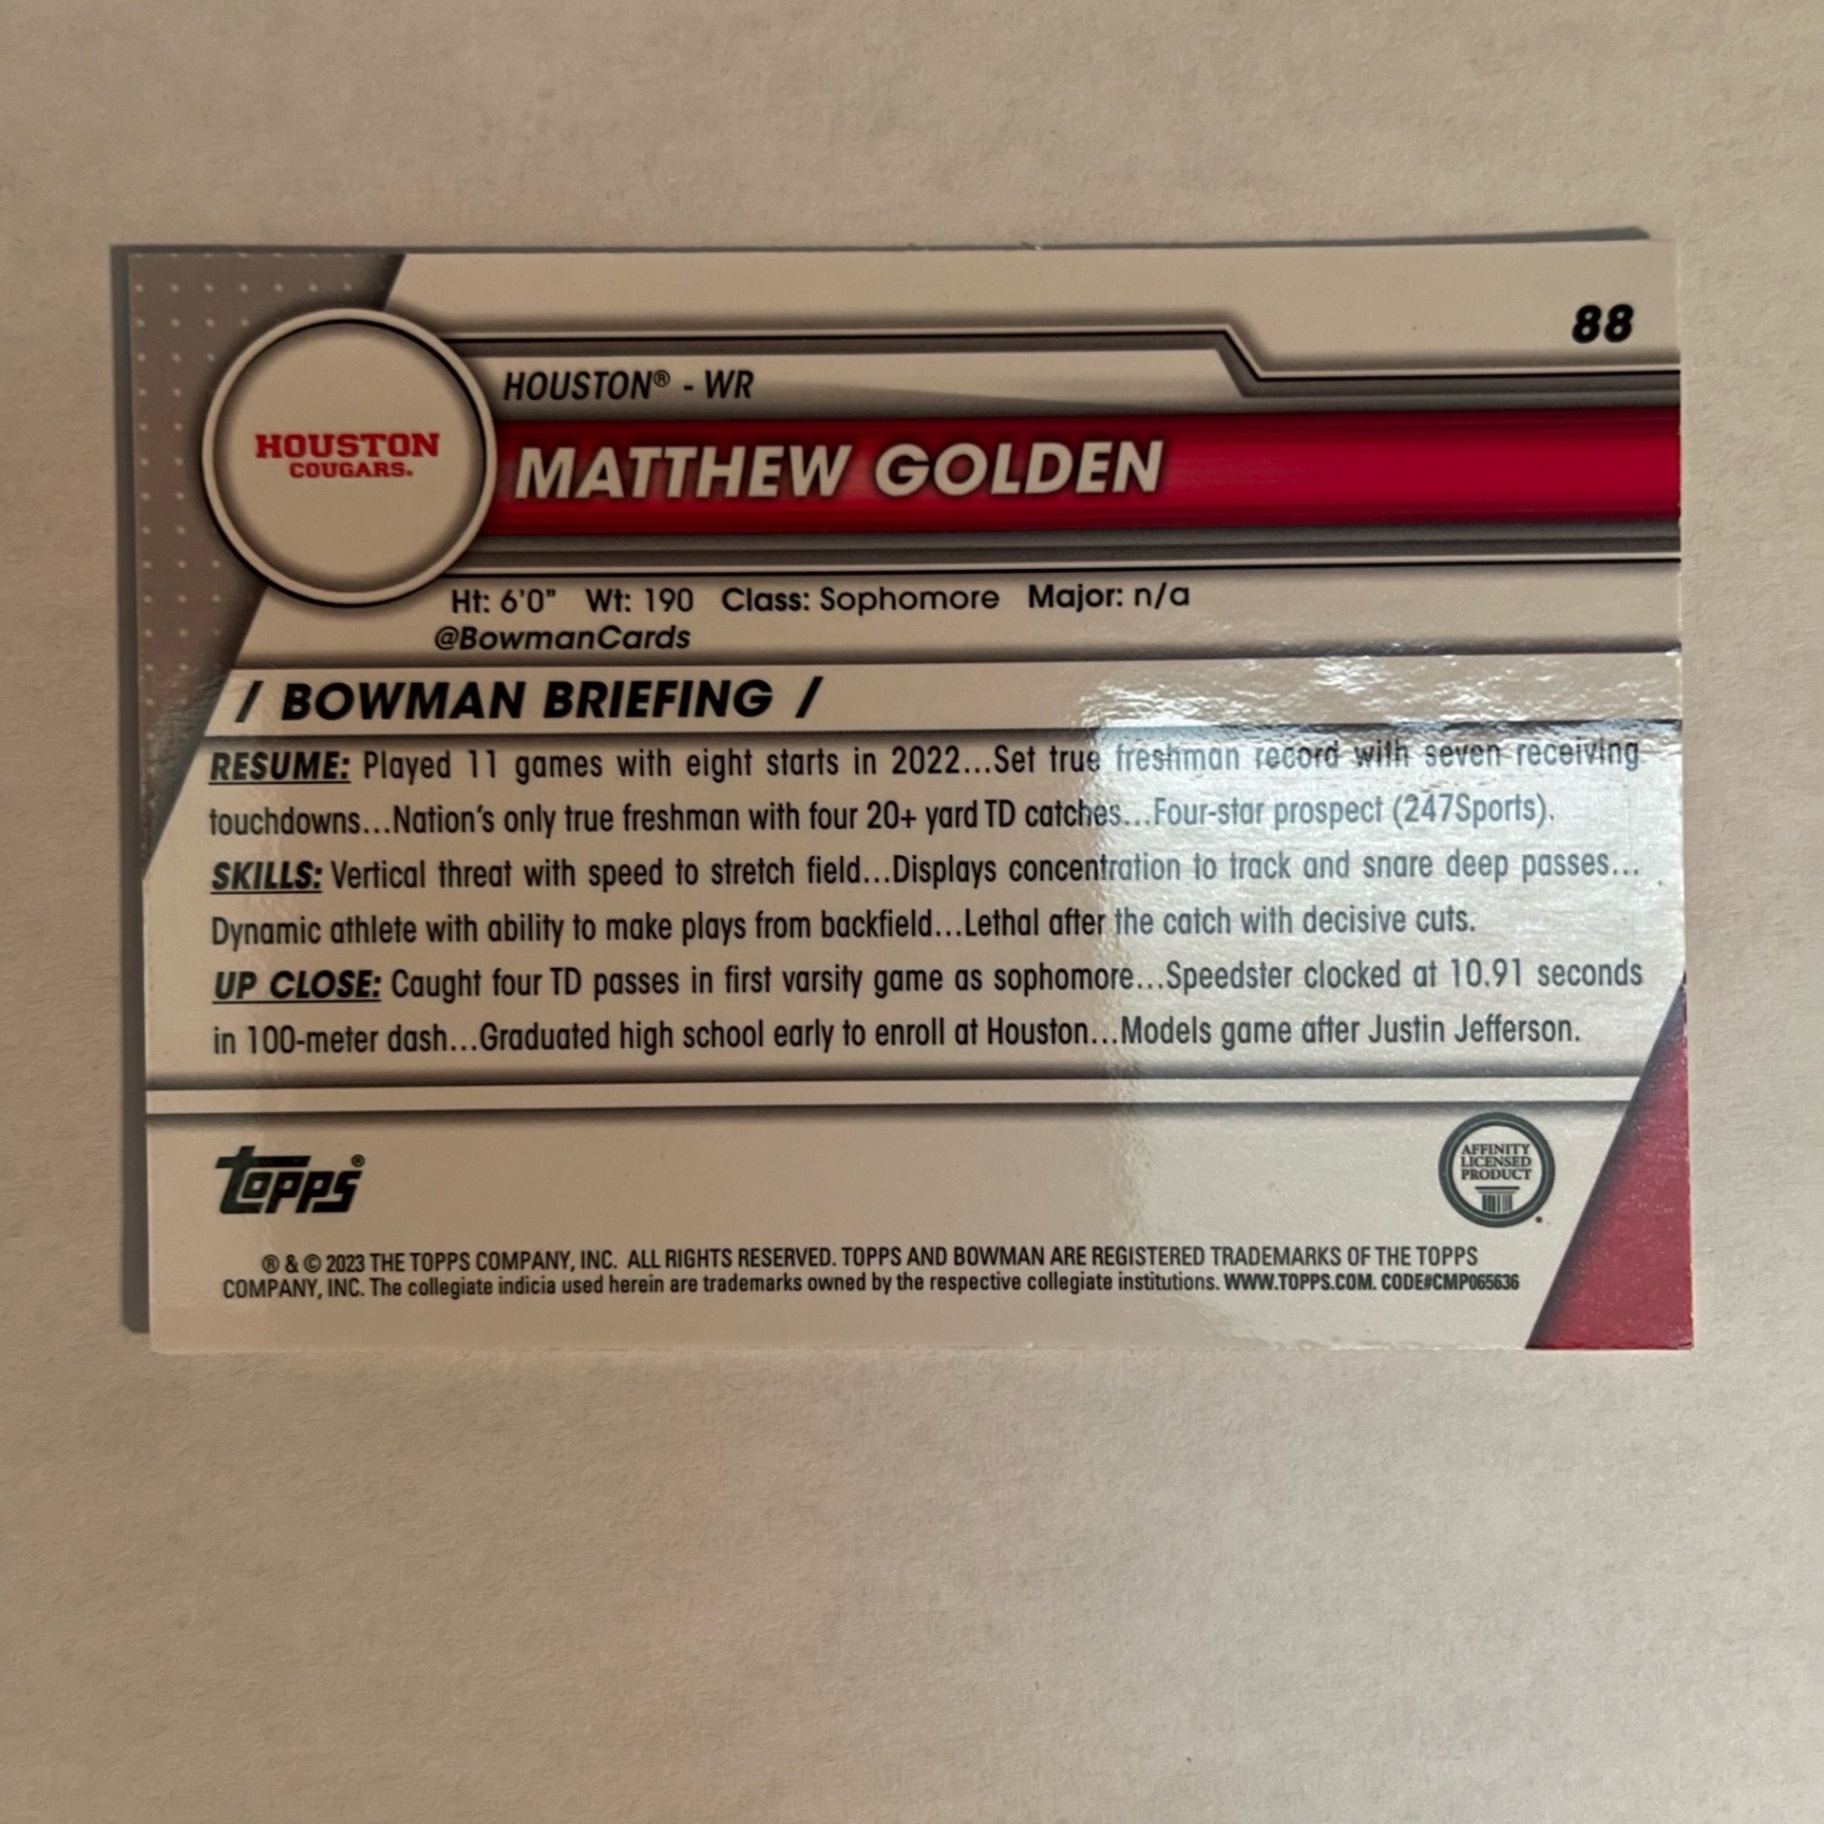 88
HOUSTON® - WR
HOUSTON
COUGARS.
MATTHEW GOLDEN
Ht: 6'0" Wt: 190 Class: Sophomore Major: n/a
@BowmanCards
/ BOWMAN BRIEFING /
RESUME: Played 11 games with eight starts in 2022...Set true freshman record with seven receiving
touchdowns...Nation's only true freshman with four 20+ yard TD catches...Four-star prospect (247Sports).
SKILLS: Vertical threat with speed to stretch field...Displays concentration to track and snare deep passes...
Dynamic athlete with ability to make plays from backfield...Lethal after the catch with decisive cuts.
UP CLOSE: Caught four TD passes in first varsity game as sophomore...Speedster clocked at 10.91 seconds
in 100-meter dash...Graduated high school early to enroll at Houston...Models game after Justin Jefferson.
topps®
AFFINITY
LICENSED
PRODUCT
® & © 2023 THE TOPPS COMPANY, INC. ALL RIGHTS RESERVED. TOPPS AND BOWMAN ARE REGISTERED TRADEMARKS OF THE TOPPS
COMPANY, INC. The collegiate indicia used herein are trademarks owned by the respective collegiate institutions. WWW.TOPPS.COM. CODE#CMP065636